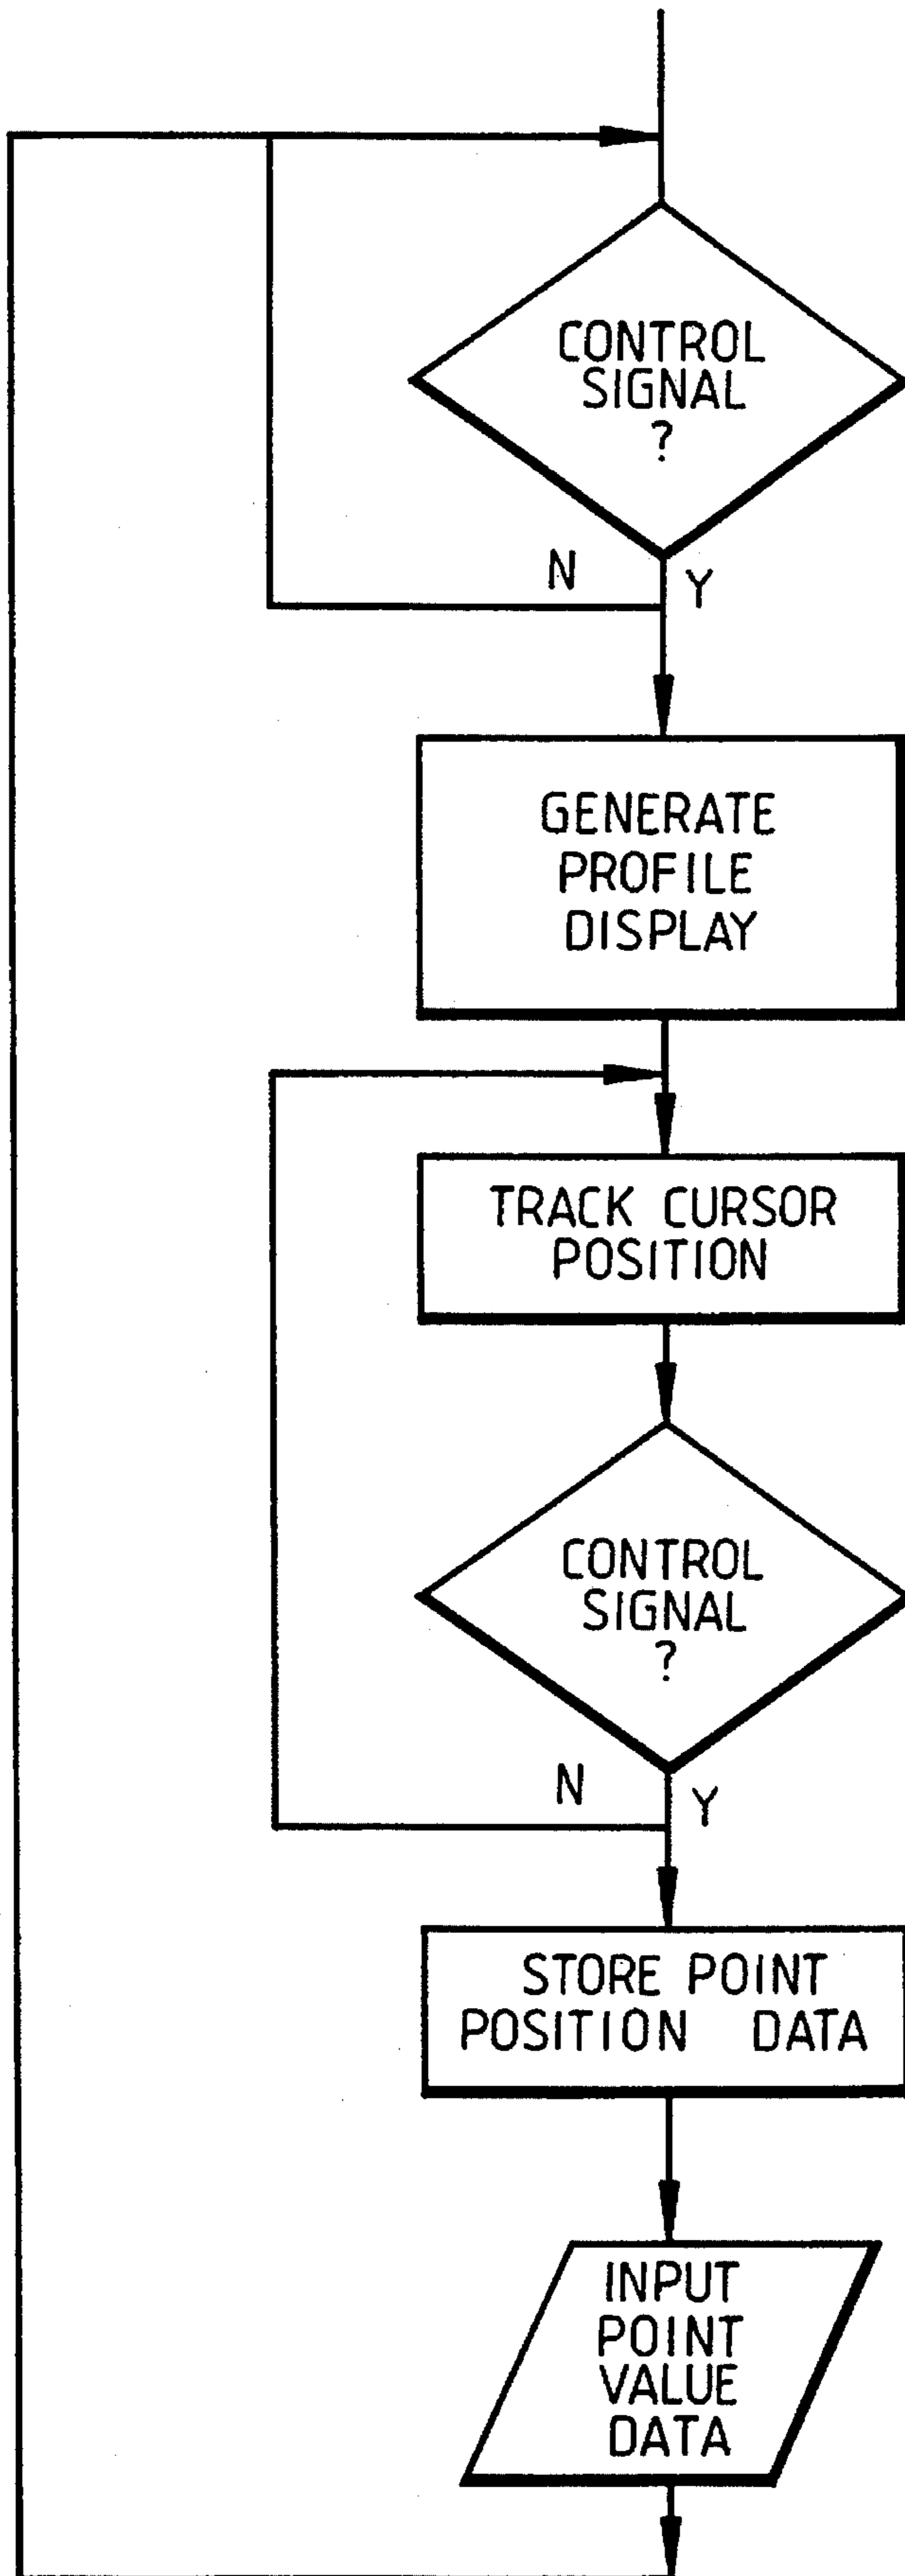 CONTROL
SIGNAL
?
N Y
GENERATE
PROFILE
DISPLAY
TRACK CURSOR
POSITION
CONTROL
SIGNAL
?
N Y
STORE POINT
POSITION DATA
INPUT
POINT
VALUE
DATA